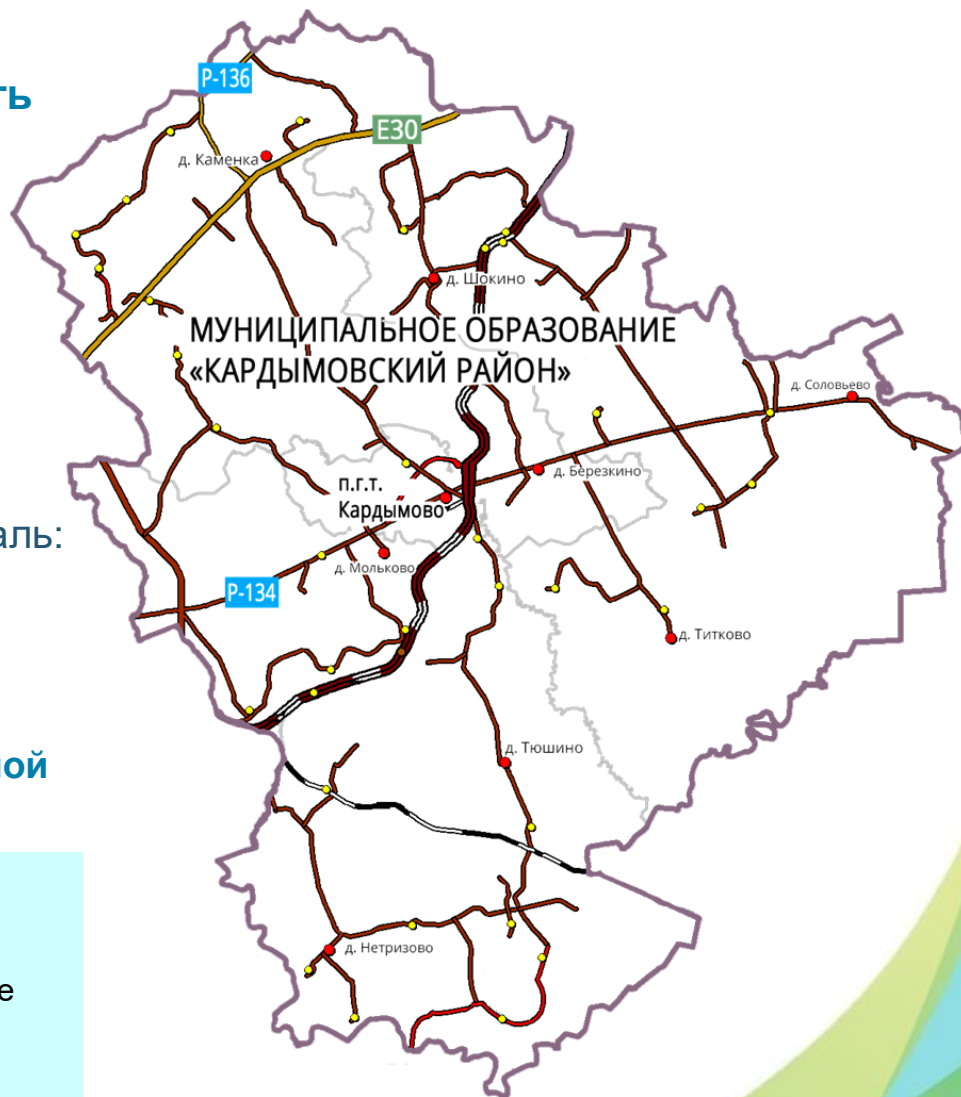 ть
Р-136
Е30
д. Каменка
д. Шокино
МУНИЦИПАЛЬНОЕ ОБРАЗОВАНИЕ
«КАРДЫМОВСКИЙ РАЙОН»
д. Соловьево
д. Березкино
п.г.т.
Кардымово
аль:
д. Мольково
Р-134
д. Титково
д. Тюшино
ой
д. Нетризово
е